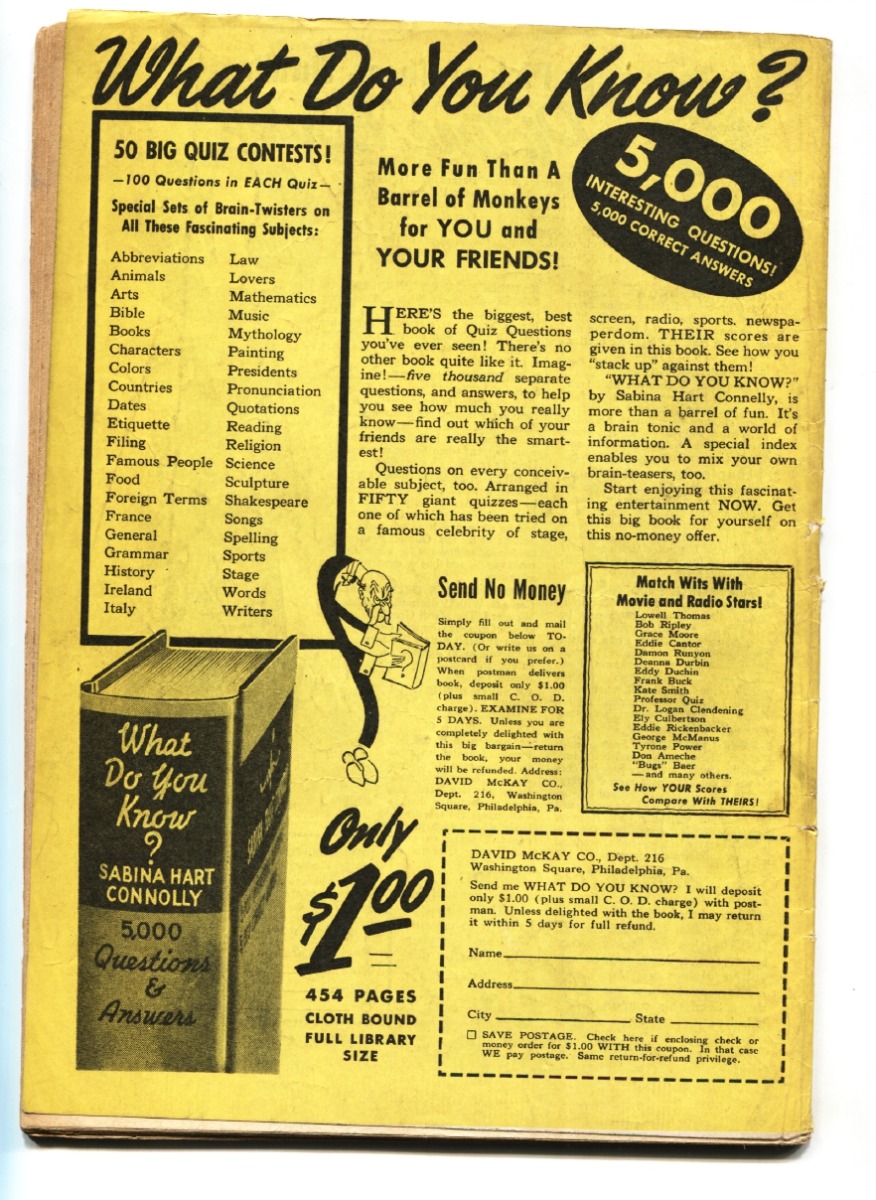 What Do You Know?
50 BIG QUIZ CONTESTS!
—100 Questions in EACH Quiz—
Special Sets of Brain-Twisters on
All These Fascinating Subjects:
Abbreviations
Animals
Arts
Bible
Books
Characters
Colors
Countries
Dates
Etiquette
Filing
Famous People
Food
Foreign Terms
France
General
Grammar
History
Ireland
Italy
Law
Lovers
Mathematics
Music
Mythology
Painting
Presidents
Pronunciation
Quotations
Reading
Religion
Science
Sculpture
Shakespeare
Songs
Spelling
Sports
Stage
Words
Writers
More Fun Than A
Barrel of Monkeys
for YOU and
YOUR FRIENDS!
5,000
INTERESTING QUESTIONS!
5,000 CORRECT ANSWERS
HERE'S the biggest, best
book of Quiz Questions
you've ever seen! There's no
other book quite like it. Imag-
ine!—five thousand separate
questions, and answers, to help
you see how much you really
know—find out which of your
friends are really the smart-
est!
Questions on every conceiv-
able subject, too. Arranged in
FIFTY giant quizzes—each
one of which has been tried on
a famous celebrity of stage,
screen, radio, sports. newspa-
perdom. THEIR scores are
given in this book. See how you
"stack up" against them!
"WHAT DO YOU KNOW?"
by Sabina Hart Connelly, is
more than a barrel of fun. It's
a brain tonic and a world of
information. A special index
enables you to mix your own
brain-teasers, too.
Start enjoying this fascinat-
ing entertainment NOW. Get
this big book for yourself on
this no-money offer.
Send No Money
Simply fill out and mail
the coupon below TO-
DAY. (Or write us on a
postcard if you prefer.)
When postman delivers
book, deposit only $1.00
(plus small C. O. D.
charge). EXAMINE FOR
5 DAYS. Unless you are
completely delighted with
this big bargain—return
the book, your money
will be refunded. Address:
DAVID McKAY CO.,
Dept. 216, Washington
Square, Philadelphia, Pa.
Match Wits With
Movie and Radio Stars!
Lowell Thomas
Bob Ripley
Grace Moore
Eddie Cantor
Damon Runyon
Deanna Durbin
Eddy Duchin
Frank Buck
Kate Smith
Professor Quiz
Dr. Logan Clendening
Ely Culbertson
Eddie Rickenbacker
George McManus
Tyrone Power
Don Ameche
"Bugs" Baer
—and many others.
See How YOUR Scores
Compare With THEIRS!
What
Do You
Know
?
SABINA HART
CONNOLLY
5,000
Questions
&
Answers
Only
$1.00
454 PAGES
CLOTH BOUND
FULL LIBRARY
SIZE
DAVID McKAY CO., Dept. 216
Washington Square, Philadelphia, Pa.
Send me WHAT DO YOU KNOW? I will deposit
only $1.00 (plus small C. O. D. charge) with post-
man. Unless delighted with the book, I may return
it within 5 days for full refund.
Name
Address
City State
SAVE POSTAGE. Check here if enclosing check or
money order for $1.00 WITH this coupon. In that case
WE pay postage. Same return-for-refund privilege.